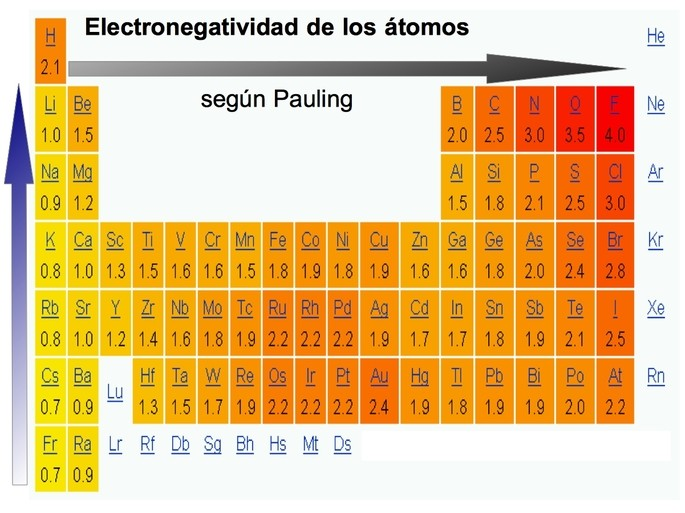 Electronegatividad de los átomos
H He
2.1
según Pauling
Li Be B C N O F Ne
1.0 1.5 2.0 2.5 3.0 3.5 4.0
Na Mg Al Si P S Cl Ar
0.9 1.2 1.5 1.8 2.1 2.5 3.0
K Ca Sc Ti V Cr Mn Fe Co Ni Cu Zn Ga Ge As Se Br Kr
0.8 1.0 1.3 1.5 1.6 1.6 1.5 1.8 1.9 1.8 1.9 1.6 1.6 1.8 2.0 2.4 2.8
Rb Sr Y Zr Nb Mo Tc Ru Rh Pd Ag Cd In Sn Sb Te I Xe
0.8 1.0 1.2 1.4 1.6 1.8 1.9 2.2 2.2 2.2 1.9 1.7 1.7 1.8 1.9 2.1 2.5
Cs Ba Lu Hf Ta W Re Os Ir Pt Au Hg Tl Pb Bi Po At Rn
0.7 0.9 1.3 1.5 1.7 1.9 2.2 2.2 2.2 2.4 1.9 1.8 1.9 1.9 2.0 2.2
Fr Ra Lr Rf Db Sg Bh Hs Mt Ds
0.7 0.9